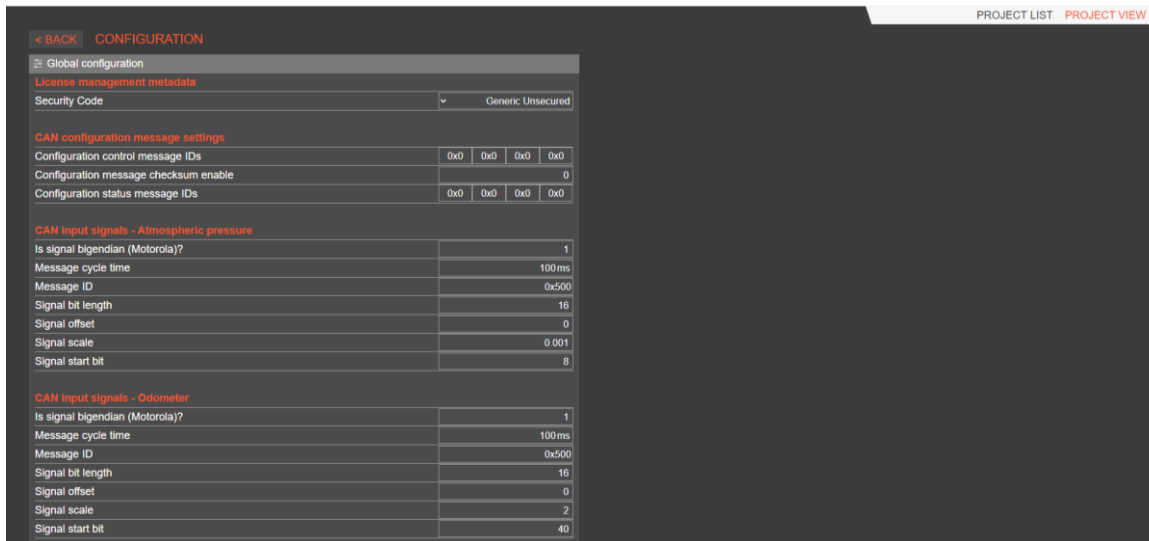 PROJECT LIST PROJECT VIEW
< BACK CONFIGURATION
Global configuration
License management metadata
Security Code Generic Unsecured
CAN configuration message settings
Configuration control message IDs 0x0 0x0 0x0 0x0
Configuration message checksum enable 0
Configuration status message IDs 0x0 0x0 0x0 0x0
CAN input signals - Atmospheric pressure
Is signal bigendian (Motorola)? 1
Message cycle time 100 ms
Message ID 0x500
Signal bit length 16
Signal offset 0
Signal scale 0.001
Signal start bit 8
CAN input signals - Odometer
Is signal bigendian (Motorola)? 1
Message cycle time 100 ms
Message ID 0x500
Signal bit length 16
Signal offset 0
Signal scale 2
Signal start bit 40